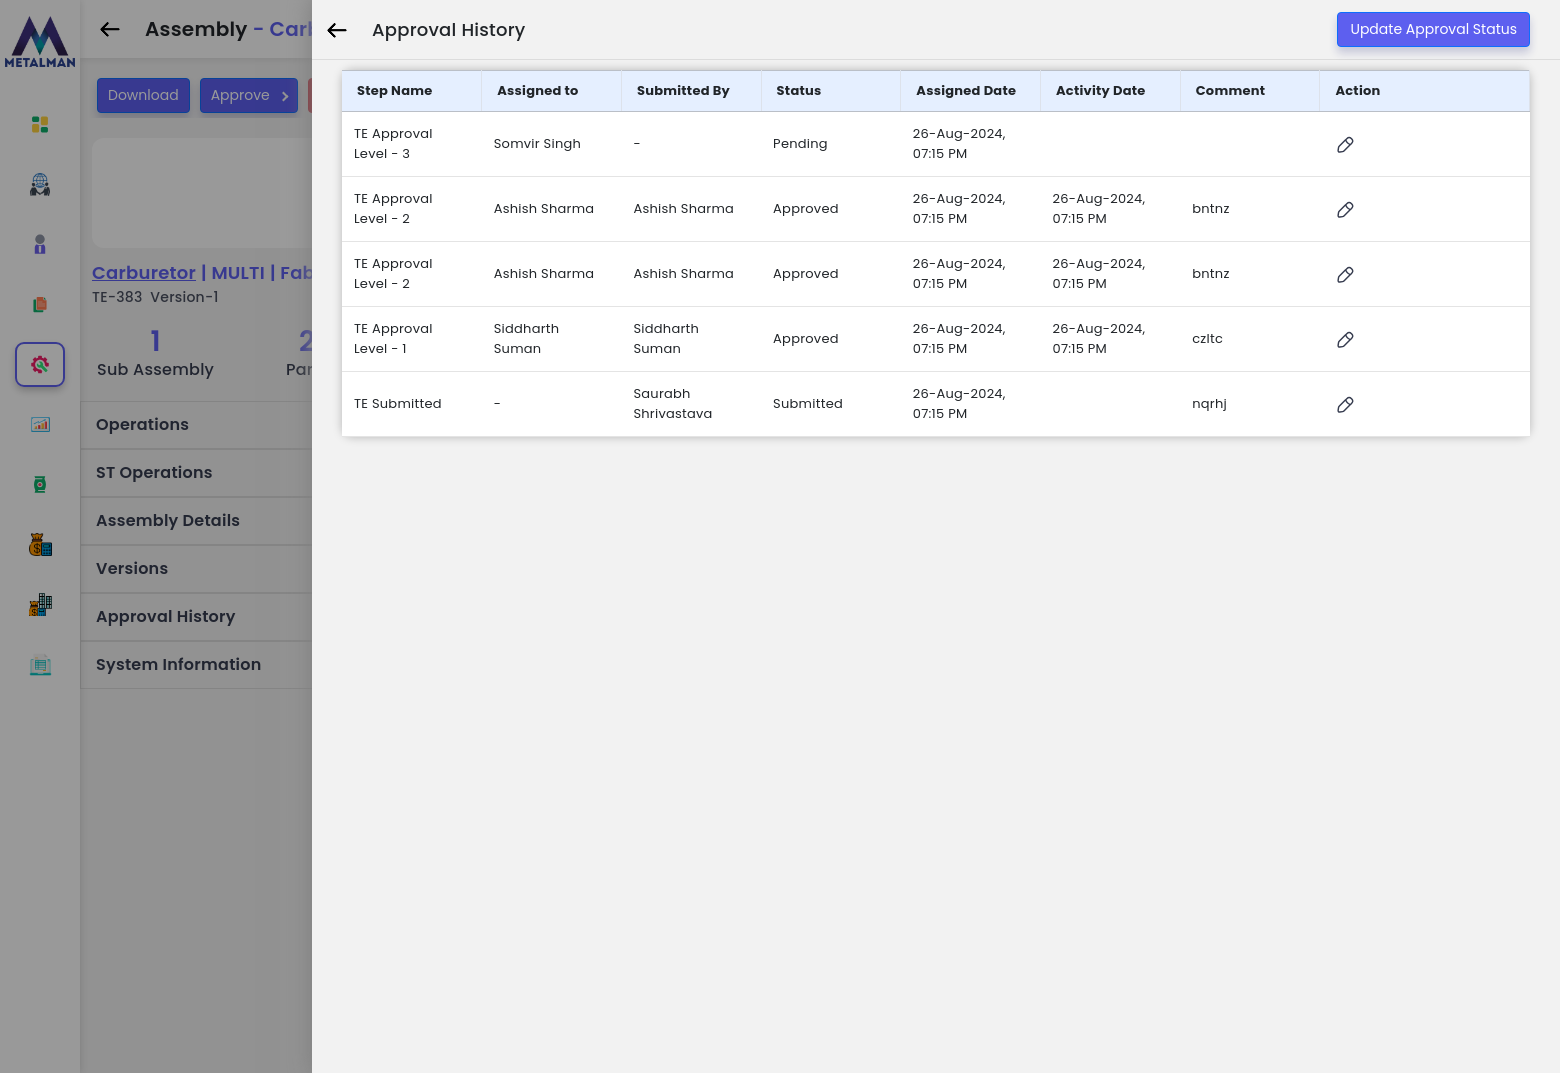 METALMAN
Assembly - Carb
Download
Approve
Carburetor | MULTI | Fab
TE-383 Version-1
1
2
Sub Assembly
Par
Operations
ST Operations
Assembly Details
Versions
Approval History
System Information
Approval History
Update Approval Status
Step Name Assigned to Submitted By Status Assigned Date Activity Date Comment Action
TE Approval
Level - 3
Somvir Singh
-
Pending
26-Aug-2024,
07:15 PM
TE Approval
Level - 2
Ashish Sharma
Ashish Sharma
Approved
26-Aug-2024,
07:15 PM
26-Aug-2024,
07:15 PM
bntnz
TE Approval
Level - 2
Ashish Sharma
Ashish Sharma
Approved
26-Aug-2024,
07:15 PM
26-Aug-2024,
07:15 PM
bntnz
TE Approval
Level - 1
Siddharth
Suman
Siddharth
Suman
Approved
26-Aug-2024,
07:15 PM
26-Aug-2024,
07:15 PM
czltc
TE Submitted
-
Saurabh
Shrivastava
Submitted
26-Aug-2024,
07:15 PM
nqrhj